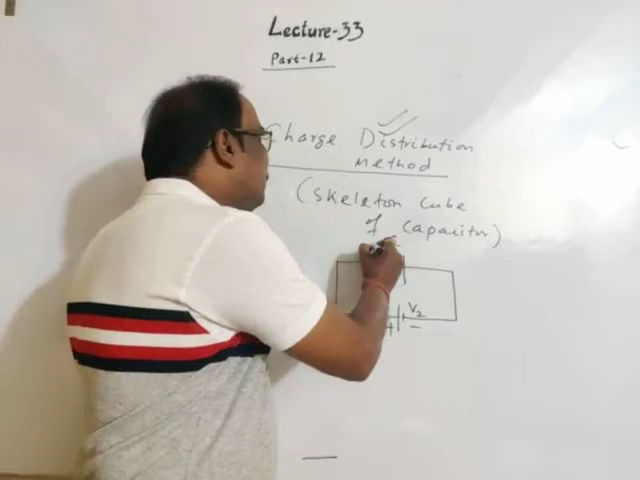 Lecture-33
Part-12
Charge Distribution
Method
(Skeleton Cube
of Capacitor)
V₂
+ −